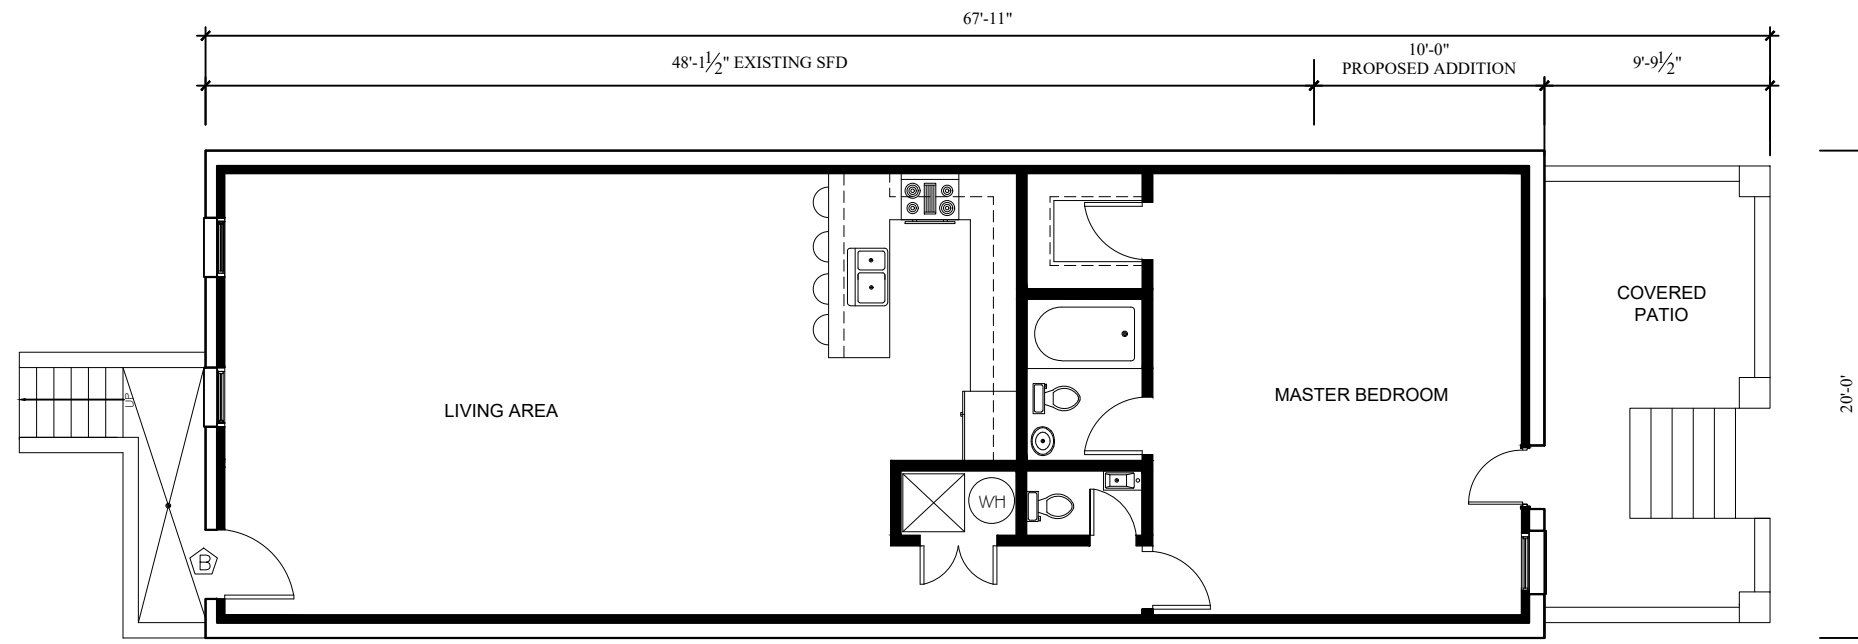 67'-11"
48'-1½" EXISTING SFD
10'-0"
PROPOSED ADDITION
9'-9½"
COVERED
PATIO
MASTER BEDROOM
LIVING AREA
20'-0'
UP
WH
B